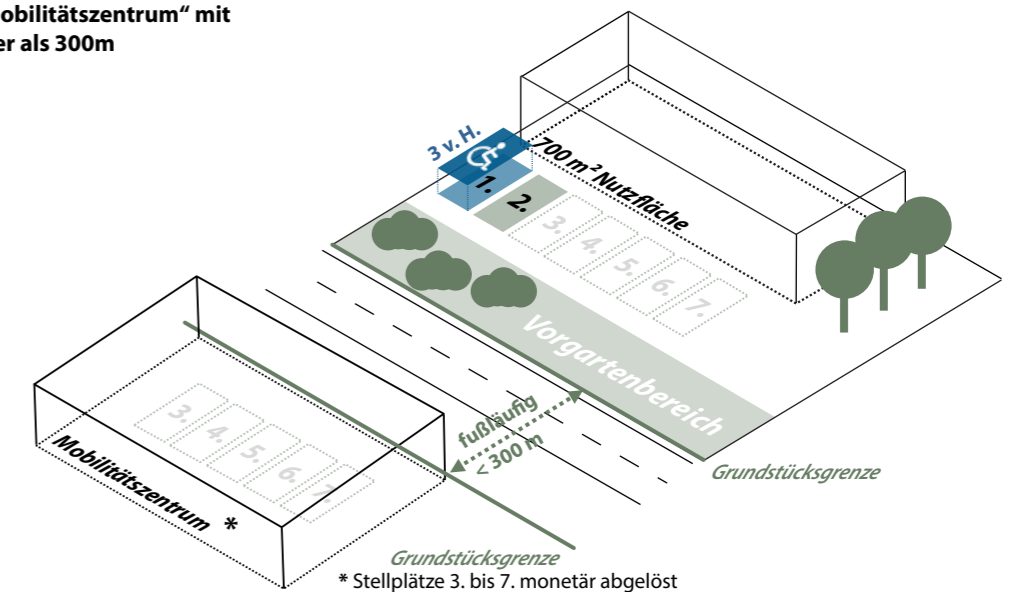 obilitätszentrum“ mit
er als 300m
3 v. H.
700 m² Nutzfläche
1.
2.
3.
4.
5.
6.
7.
Vorgartenbereich
fußläufig
< 300 m
Grundstücksgrenze
3.
4.
5.
6.
7.
Mobilitätszentrum *
Grundstücksgrenze
* Stellplätze 3. bis 7. monetär abgelöst